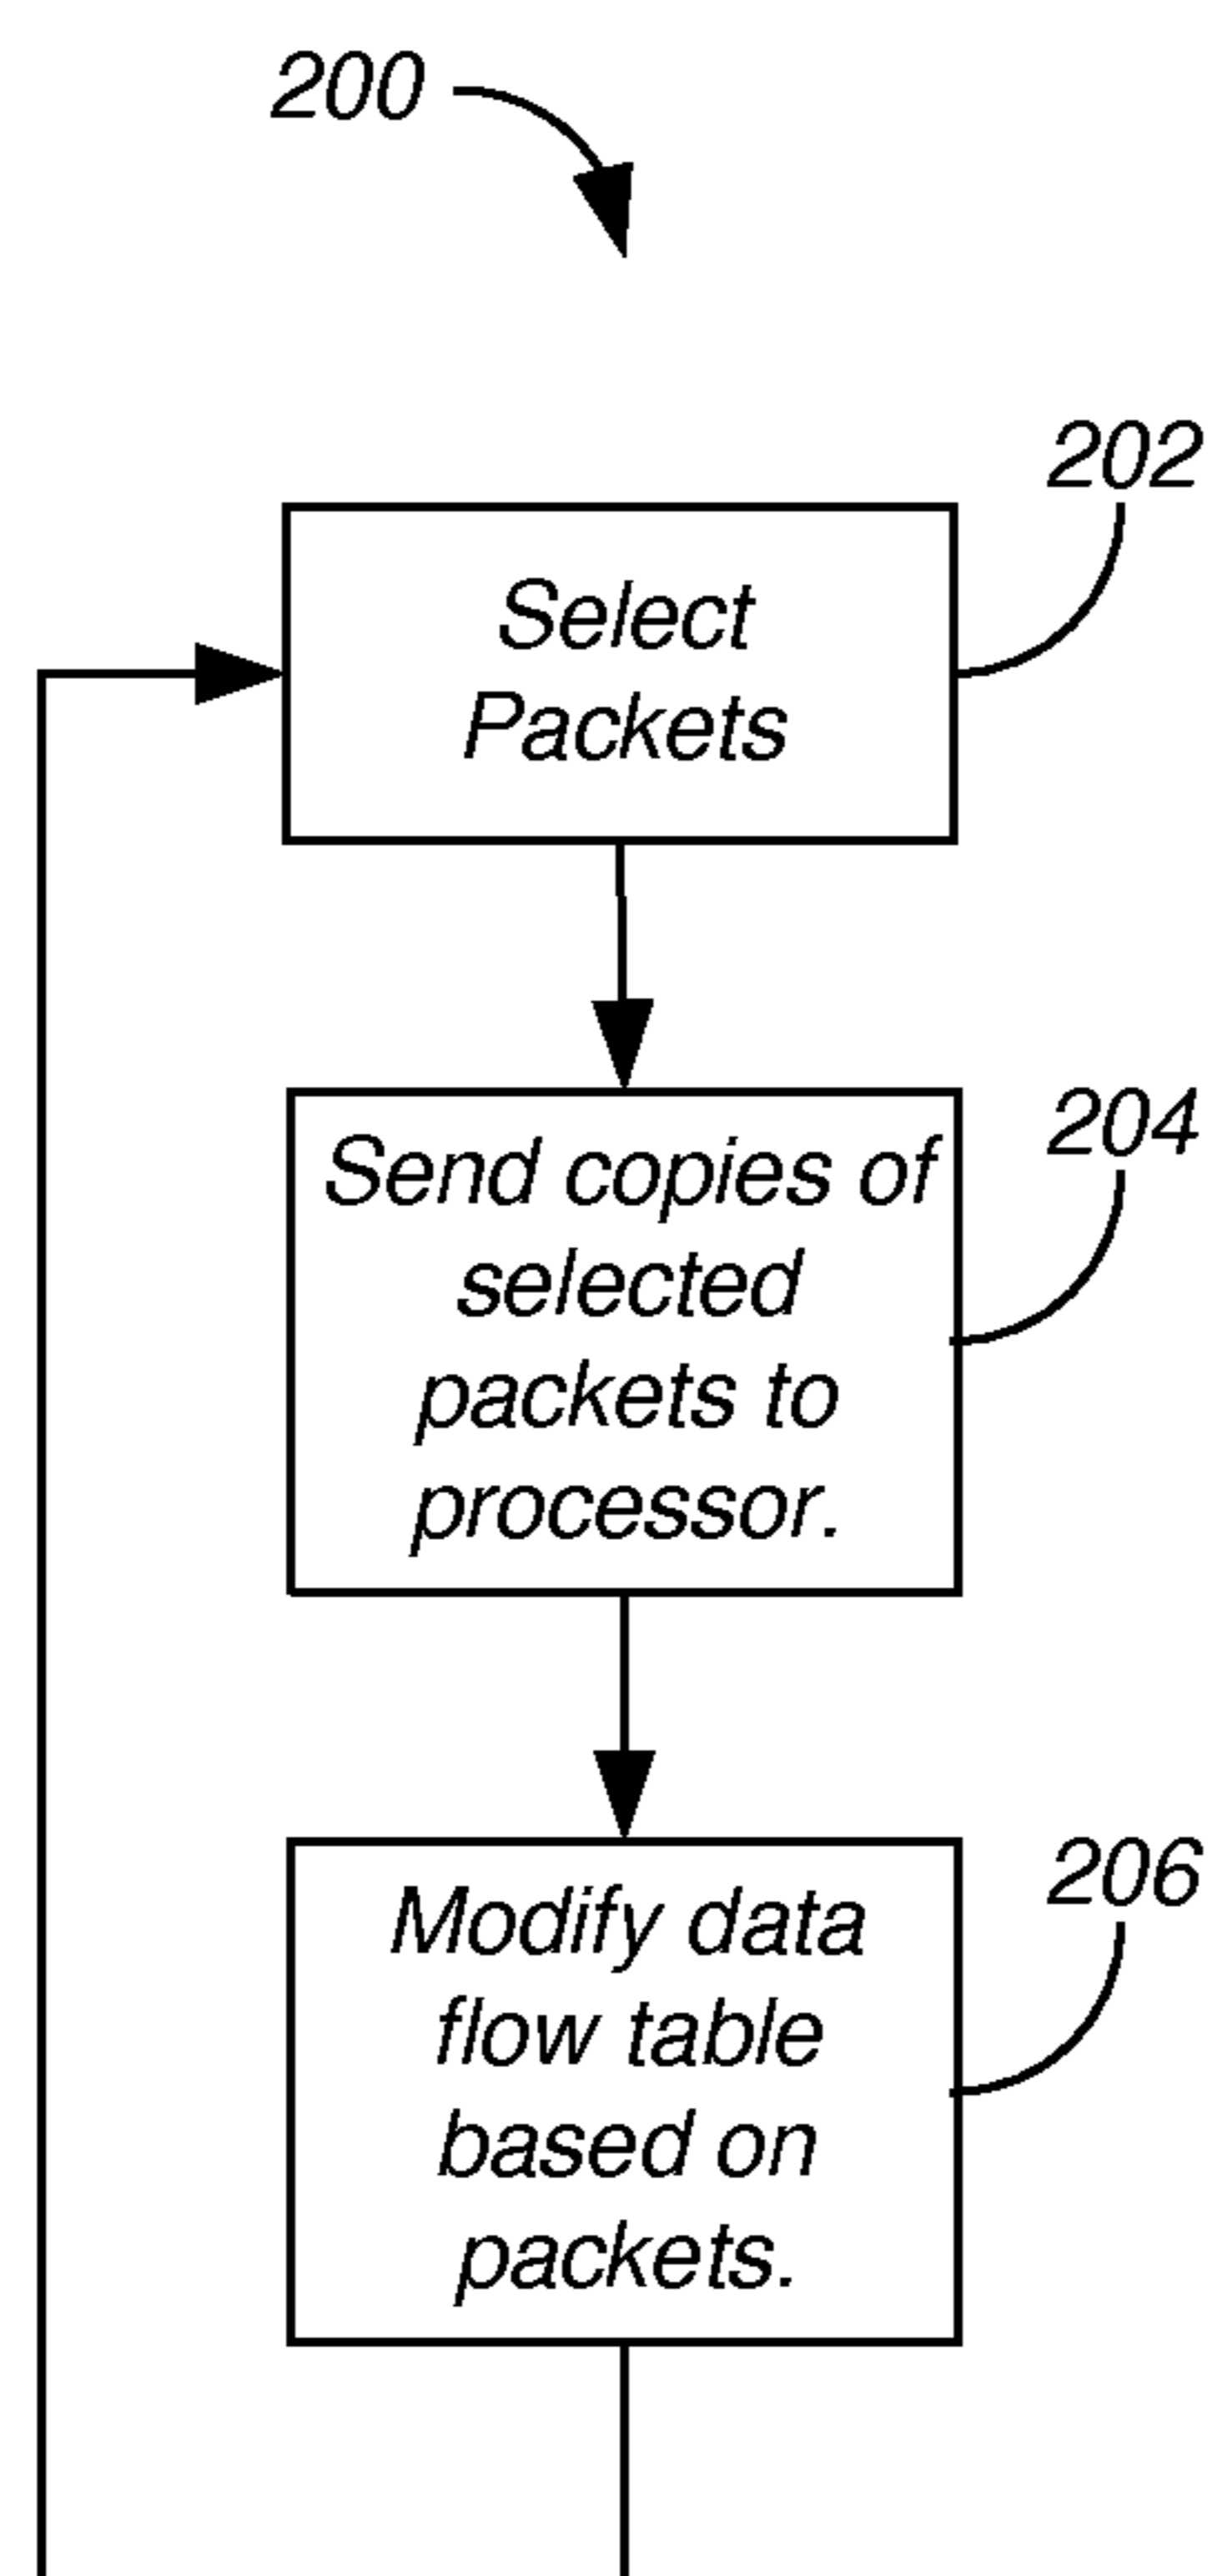 200
202
Select
Packets
204
Send copies of
selected
packets to
processor.
206
Modify data
flow table
based on
packets.